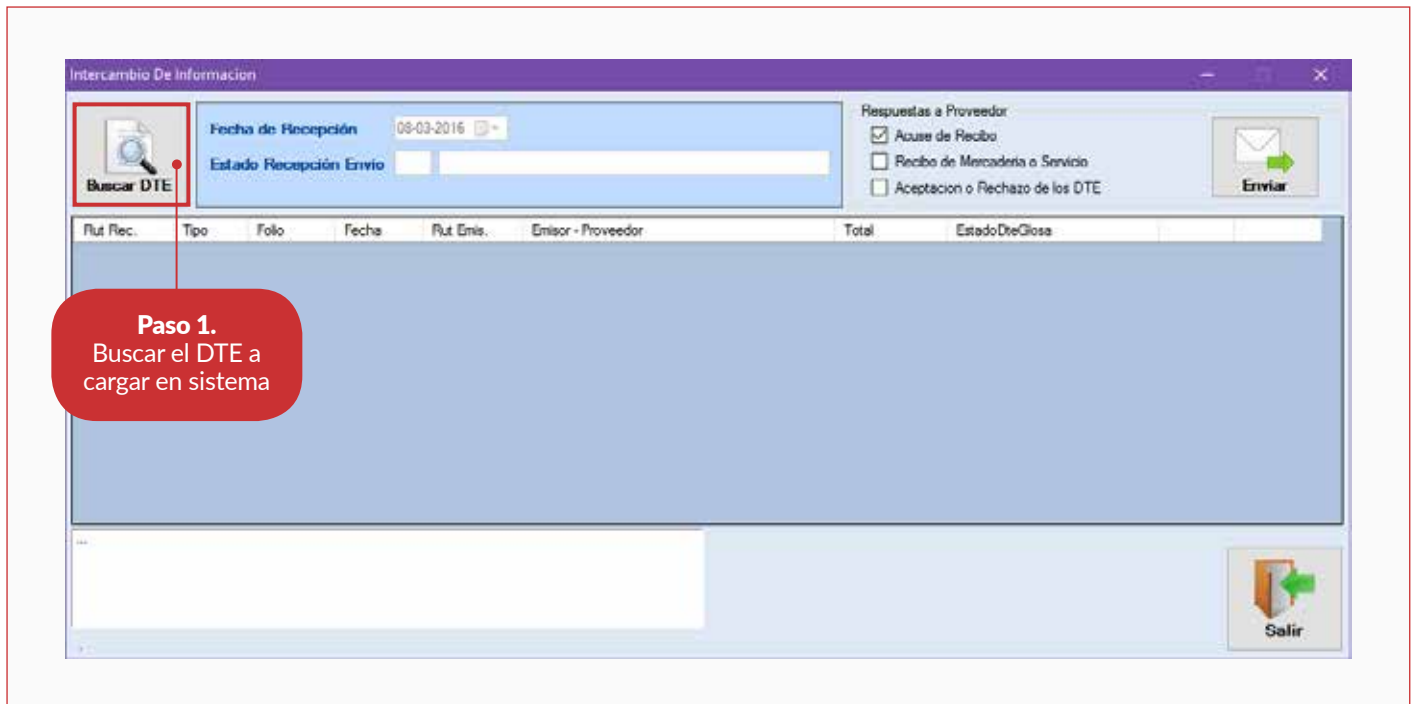 Intercambio De Informacion
Buscar DTE
Fecha de Recepción 08-03-2016
Estado Recepción Envio
Respuestas a Proveedor
Acuse de Recibo
Recibo de Mercaderia o Servicio
Aceptacion o Rechazo de los DTE
Enviar
Rut Rec. Tipo Folio Fecha Rut Emis. Emisor - Proveedor Total EstadoDteGlosa
Paso 1.
Buscar el DTE a
cargar en sistema
...
Salir